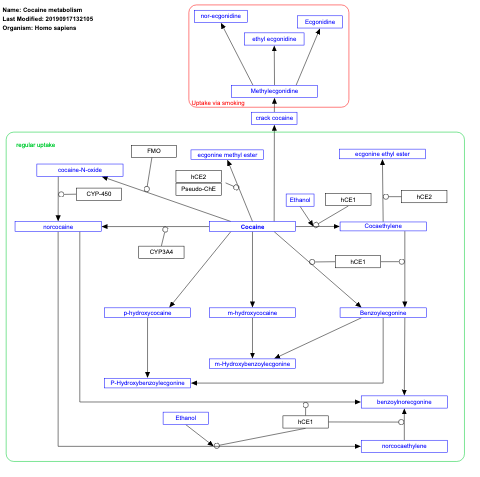 Name: Cocaine metabolism
Last Modified: 20190917132105
Organism: Homo sapiens
nor-ecgonidine
Ecgonidine
ethyl ecgonidine
Methylecgonidine
Uptake via smoking
crack cocaine
regular uptake
FMO
ecgonine methyl ester
ecgonine ethyl ester
cocaine-N-oxide
hCE2
Pseudo-ChE
CYP-450
Ethanol
hCE1
hCE2
norcocaine
Cocaine
Cocaethylene
CYP3A4
hCE1
p-hydroxycocaine
m-hydroxycocaine
Benzoylecgonine
m-Hydroxybenzoylecgonine
P-Hydroxybenzoylecgonine
benzoylnorecgonine
Ethanol
hCE1
norcocaethylene